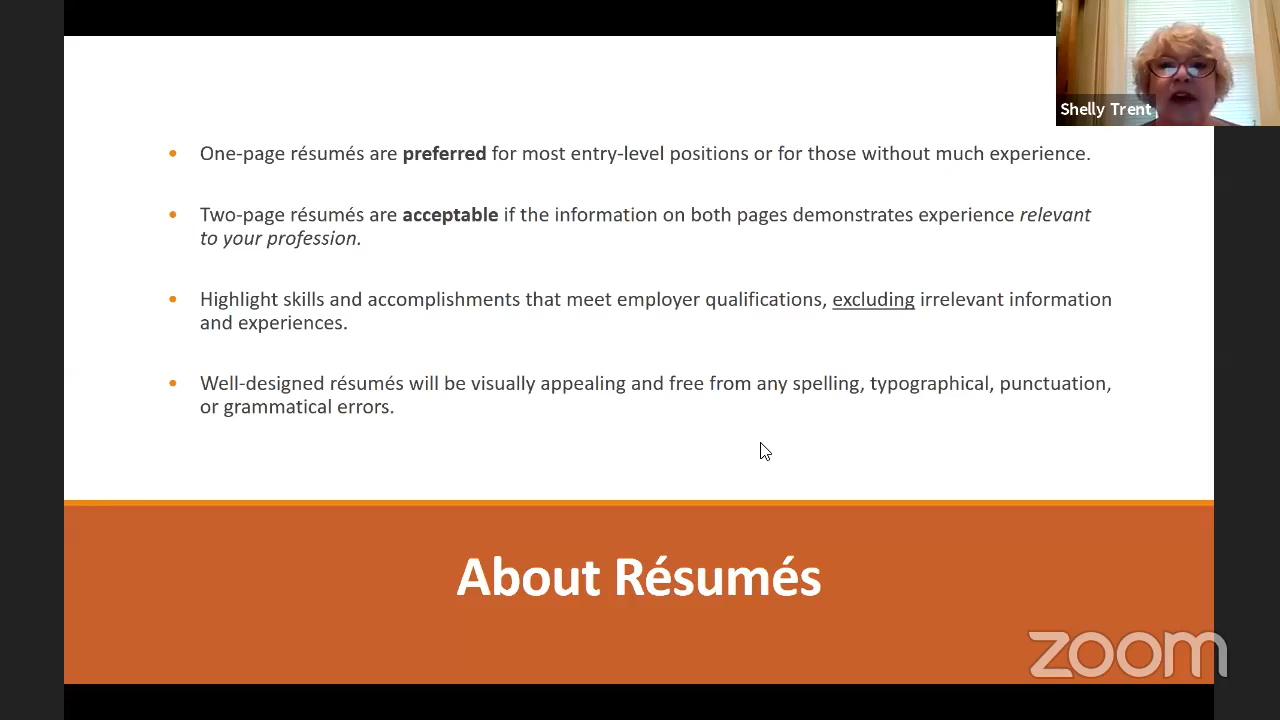 Shelly Trent
• One-page résumés are preferred for most entry-level positions or for those without much experience.
• Two-page résumés are acceptable if the information on both pages demonstrates experience relevant
to your profession.
• Highlight skills and accomplishments that meet employer qualifications, excluding irrelevant information
and experiences.
• Well-designed résumés will be visually appealing and free from any spelling, typographical, punctuation,
or grammatical errors.
About Résumés
zoom